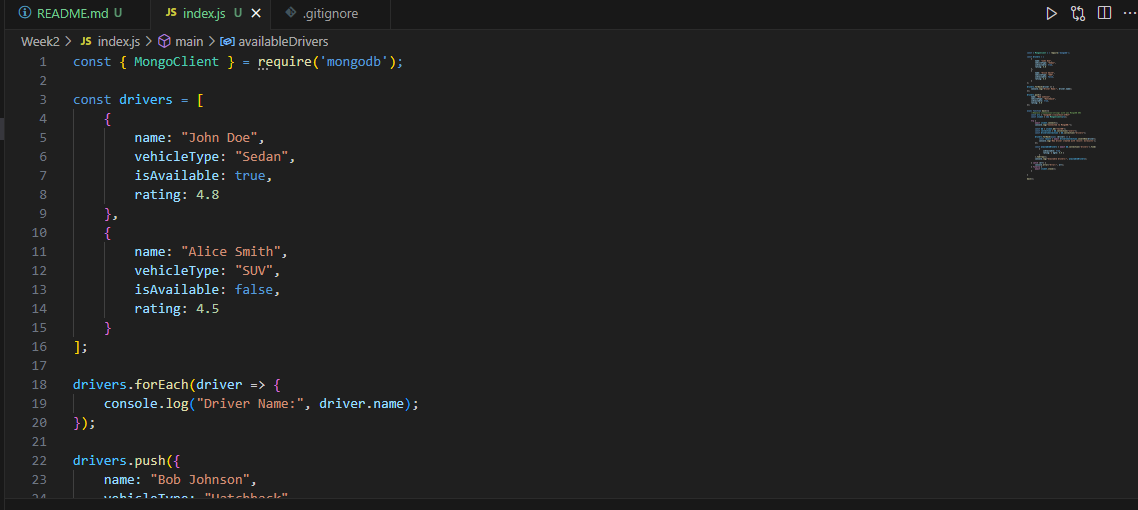 README.md U JS index.js U .gitignore
Week2 > JS index.js > main > availableDrivers
1 const { MongoClient } = require('mongodb');
2
3 const drivers = [
4 {
5 name: "John Doe",
6 vehicleType: "Sedan",
7 isAvailable: true,
8 rating: 4.8
9 },
10 {
11 name: "Alice Smith",
12 vehicleType: "SUV",
13 isAvailable: false,
14 rating: 4.5
15 }
16 ];
17
18 drivers.forEach(driver => {
19 console.log("Driver Name:", driver.name);
20 });
21
22 drivers.push({
23 name: "Bob Johnson",
24 vehicleType: "Hatchback"